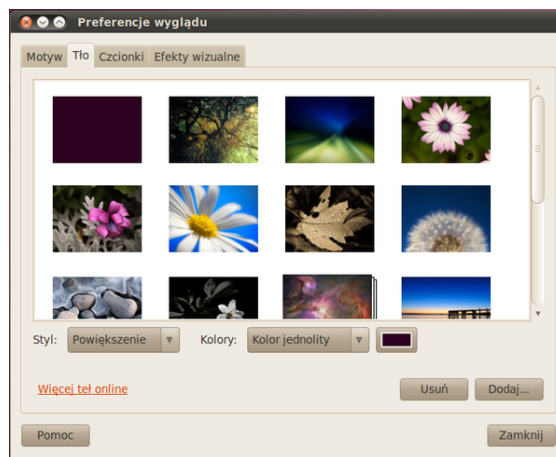 Preferencje wyglądu
Motyw Tło Czcionki Efekty wizualne
Styl: Powiększenie Kolory: Kolor jednolity
Więcej teł online Usuń Dodaj...
Pomoc Zamknij